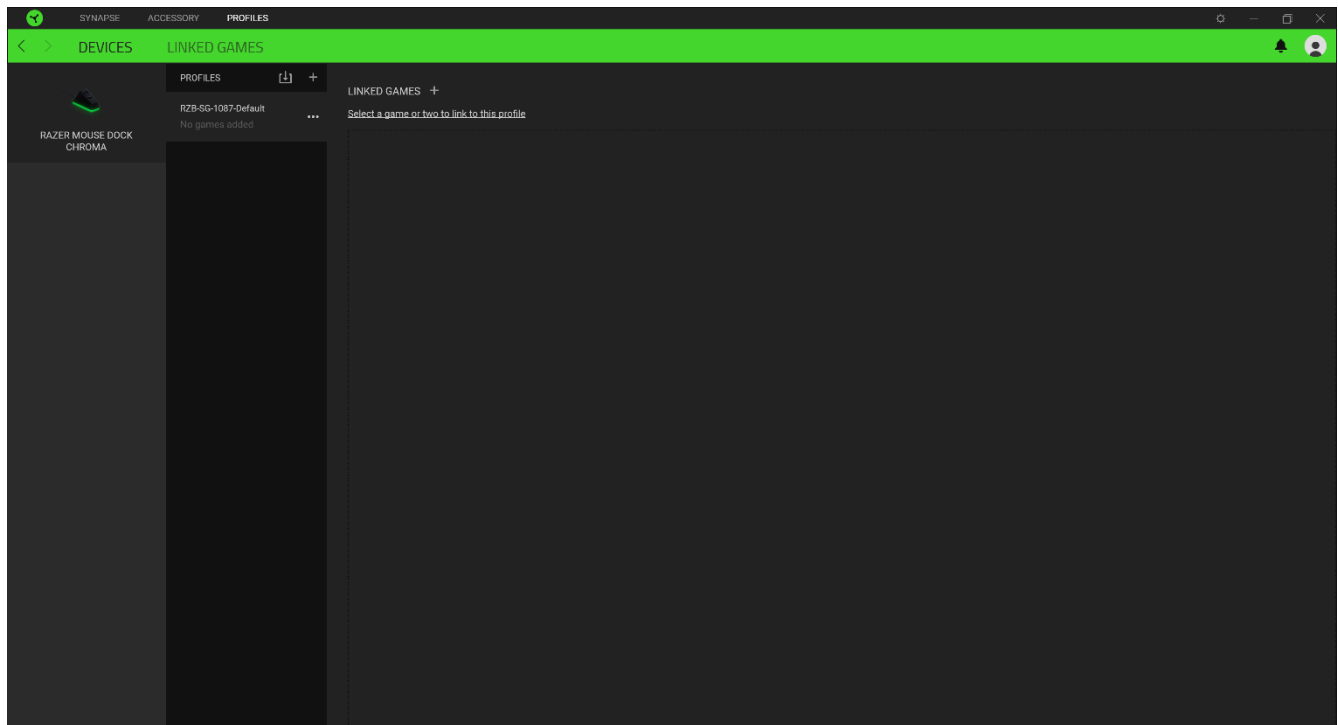 SYNAPSE ACCESSORY PROFILES
DEVICES LINKED GAMES
RAZER MOUSE DOCK
CHROMA
PROFILES
RZB-SG-1087-Default
No games added
LINKED GAMES
Select a game or two to link to this profile